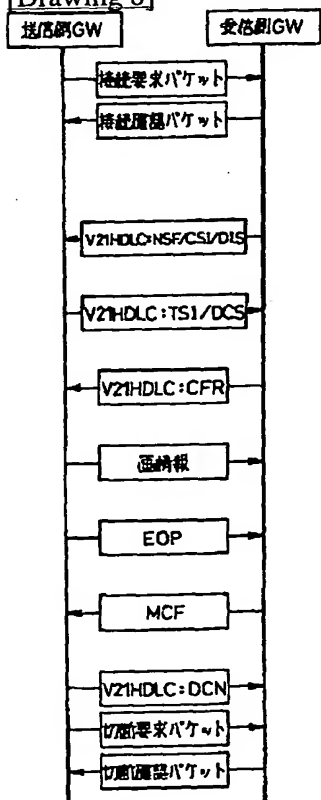 [Drawing 3]
送信側GW
受信側GW
接続要求パケット
接続確認パケット
V21HDLC:NSF/CSI/DIS
V21HDLC:TSI/DCS
V21HDLC:CFR
画情報
EOP
MCF
V21HDLC:DCN
切断要求パケット
切断確認パケット